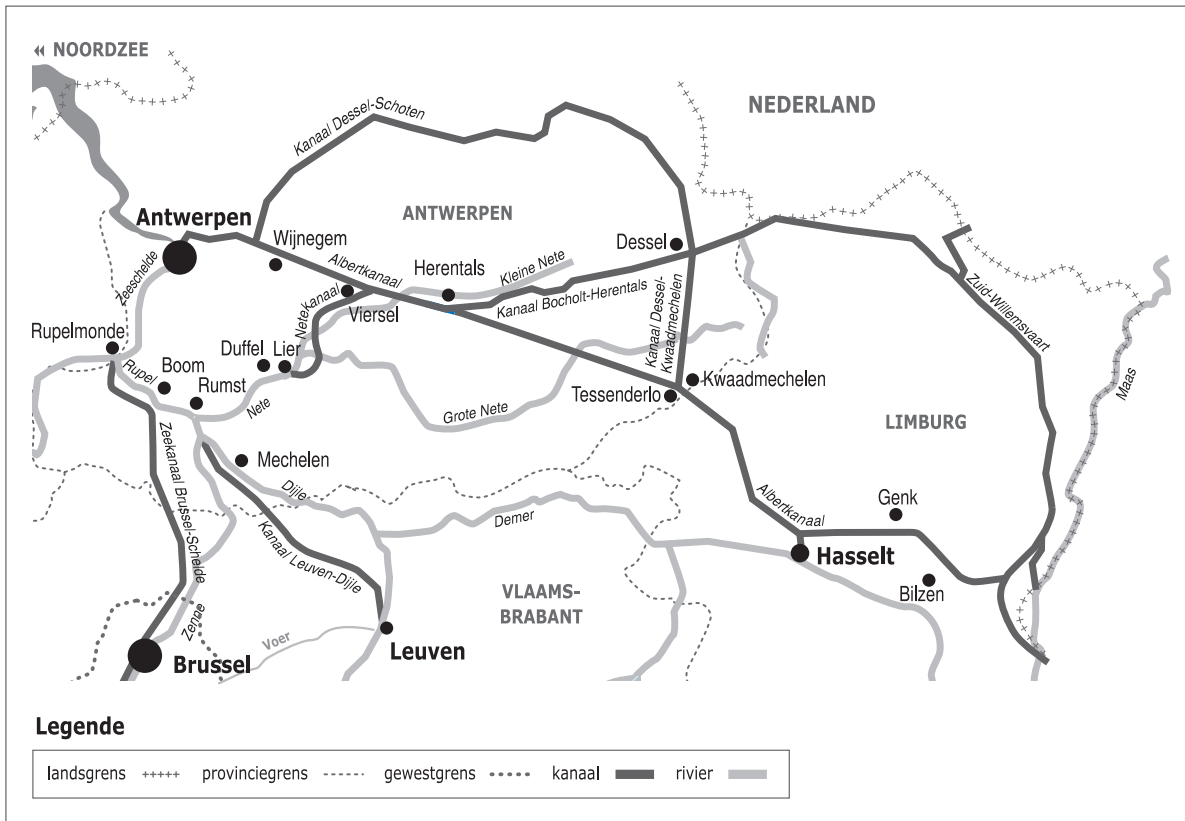 NOORDZEE
NEDERLAND
Kanaal Dessel-Schoten
ANTWERPEN
Antwerpen
Wijnegem
Albertkanaal
Herentals
Kleine Nete
Dessel
Zeeschelde
Netekanaal
Viersel
Kanaal Bocholt-Herentals
Kanaal Dessel-
Kwaadmechelen
Zuid-Willemsvaart
Rupelmonde
Rupel
Boom
Duffel
Lier
Rumst
Nete
Grote Nete
Tessenderlo
Kwaadmechelen
Maas
LIMBURG
Zeekanaal Brussel-Schelde
Mechelen
Dijle
Kanaal Leuven-Dijle
Demer
Albertkanaal
Genk
Hasselt
Bilzen
VLAAMS-
BRABANT
Zenne
Voer
Leuven
Brussel
Legende
landsgrens provinciegrens gewestgrens kanaal rivier